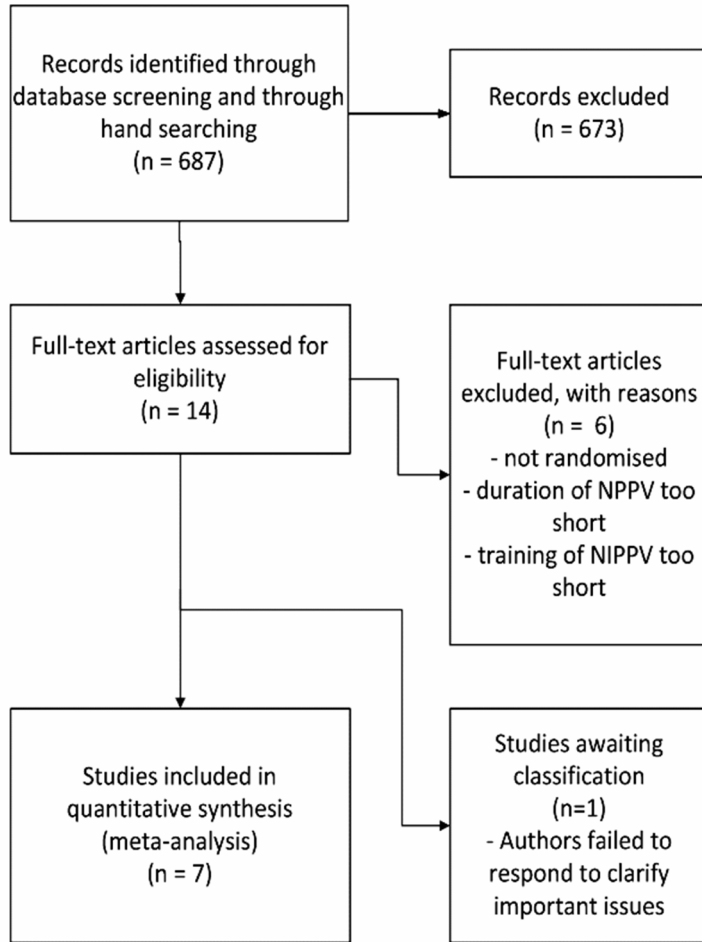 Records identified through
database screening and through
hand searching
(n = 687)
Records excluded
(n = 673)
Full-text articles assessed for
eligibility
(n = 14)
Full-text articles
excluded, with reasons
(n =  6)
- not randomised
- duration of NPPV too
short
- training of NIPPV too
short
Studies included in
quantitative synthesis
(meta-analysis)
(n = 7)
Studies awaiting
classification
(n=1)
- Authors failed to
respond to clarify
important issues